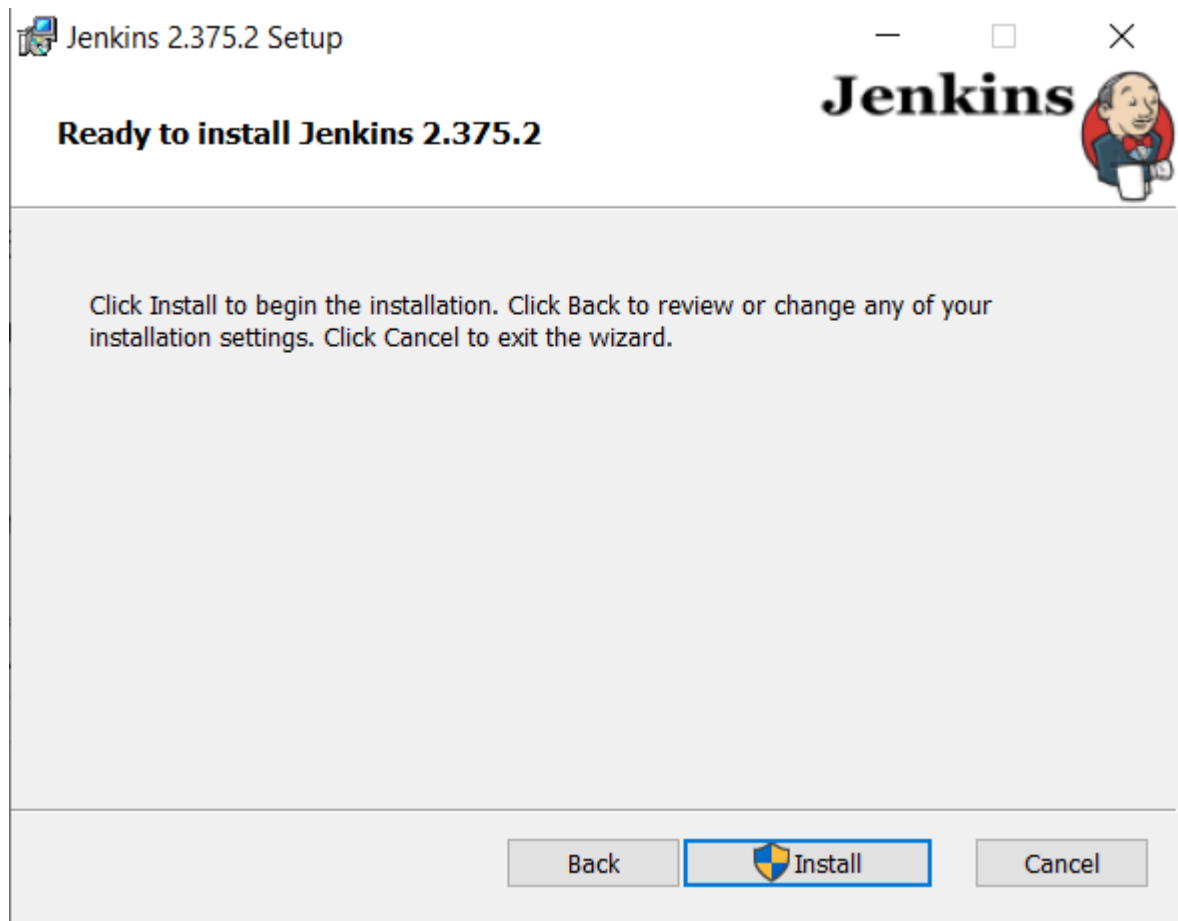 Jenkins 2.375.2 Setup
Jenkins
Ready to install Jenkins 2.375.2
Click Install to begin the installation. Click Back to review or change any of your
installation settings. Click Cancel to exit the wizard.
Back
Install
Cancel